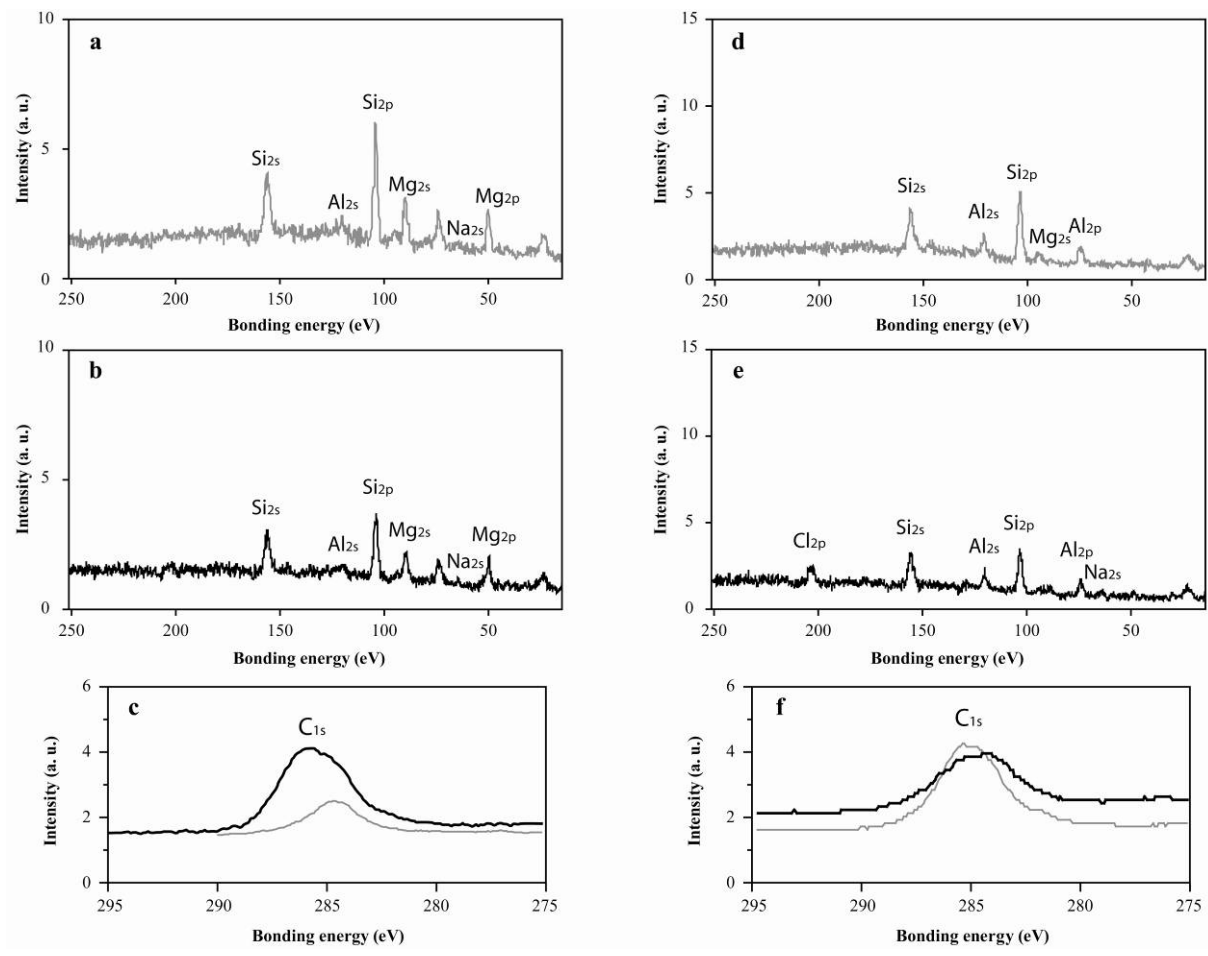 a
10
5
0
Intensity (a. u.)
Si2s
Al2s
Si2p
Mg2s
Na2s
Mg2p
250 200 150 100 50
Bonding energy (eV)
d
15
10
5
0
Intensity (a. u.)
Si2s
Al2s
Si2p
Mg2s
Al2p
250 200 150 100 50
Bonding energy (eV)
b
10
5
0
Intensity (a. u.)
Si2s
Al2s
Si2p
Mg2s
Na2s
Mg2p
250 200 150 100 50
Bonding energy (eV)
e
15
10
5
0
Intensity (a. u.)
Cl2p
Si2s
Al2s
Si2p
Al2p
Na2s
250 200 150 100 50
Bonding energy (eV)
c
6
4
2
0
Intensity (a. u.)
C1s
295 290 285 280 275
Bonding energy (eV)
f
6
4
2
0
Intensity (a. u.)
C1s
295 290 285 280 275
Bonding energy (eV)